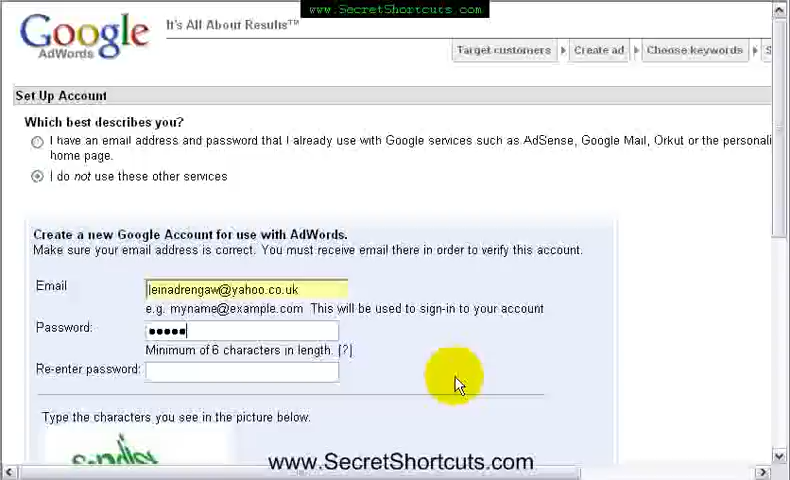 www.SecretShortcuts.com
Google
AdWords
It's All About Results™
Target customers
Create ad
Choose keywords
S
Set Up Account
Which best describes you?
I have an email address and password that I already use with Google services such as AdSense, Google Mail, Orkut or the personali
home page.
I do not use these other services
Create a new Google Account for use with AdWords.
Make sure your email address is correct. You must receive email there in order to verify this account.
Email
leinadrengaw@yahoo.co.uk
e.g. myname@example.com This will be used to sign-in to your account
Password:
Minimum of 6 characters in length. [?]
Re-enter password:
Type the characters you see in the picture below.
www.SecretShortcuts.com